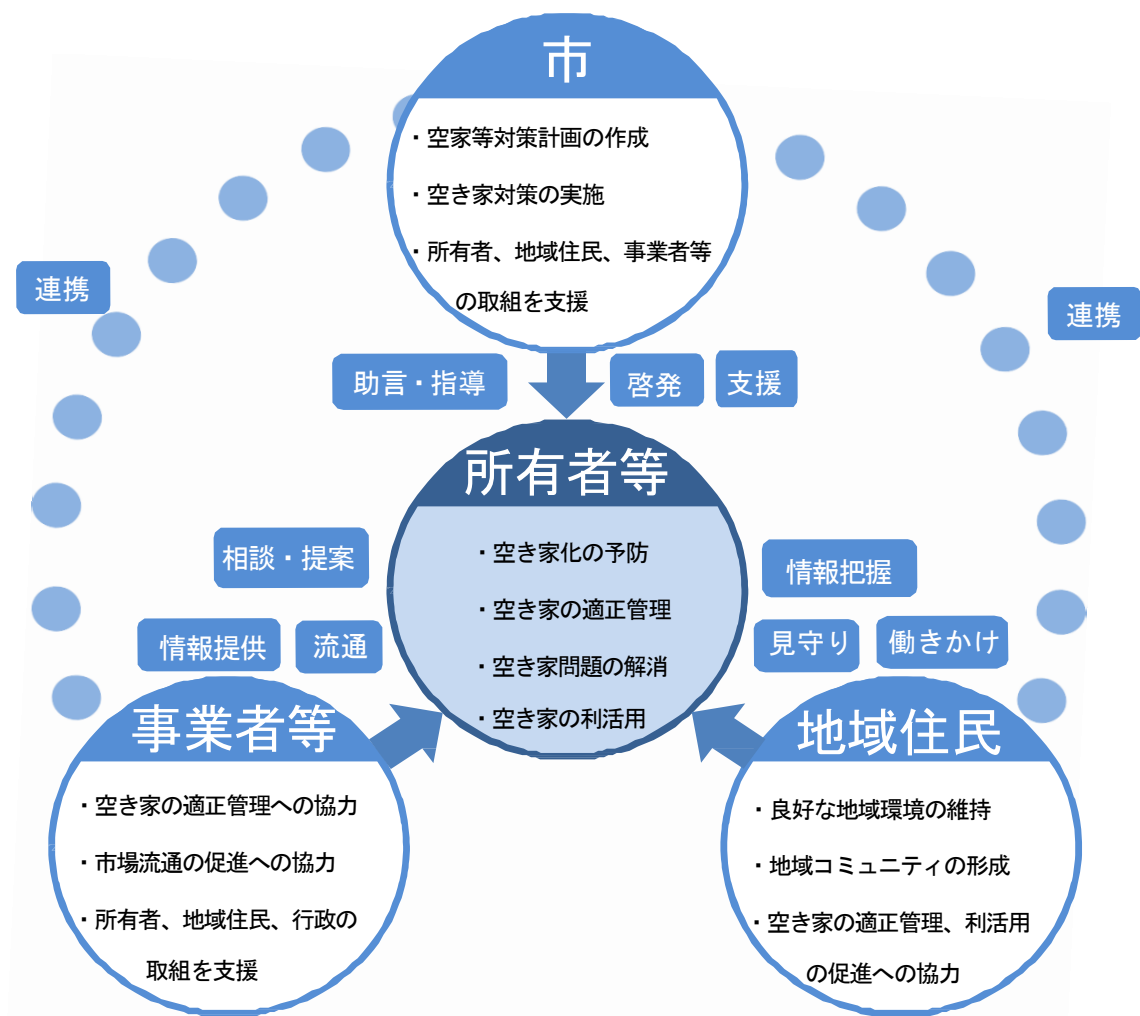 市
・空家等対策計画の作成
・空き家対策の実施
・所有者、地域住民、事業者等
の取組を支援
連携
連携
助言・指導
啓発
支援
所有者等
・空き家化の予防
・空き家の適正管理
・空き家問題の解消
・空き家の利活用
相談・提案
情報提供
流通
情報把握
見守り
働きかけ
事業者等
・空き家の適正管理への協力
・市場流通の促進への協力
・所有者、地域住民、行政の
取組を支援
地域住民
・良好な地域環境の維持
・地域コミュニティの形成
・空き家の適正管理、利活用
の促進への協力